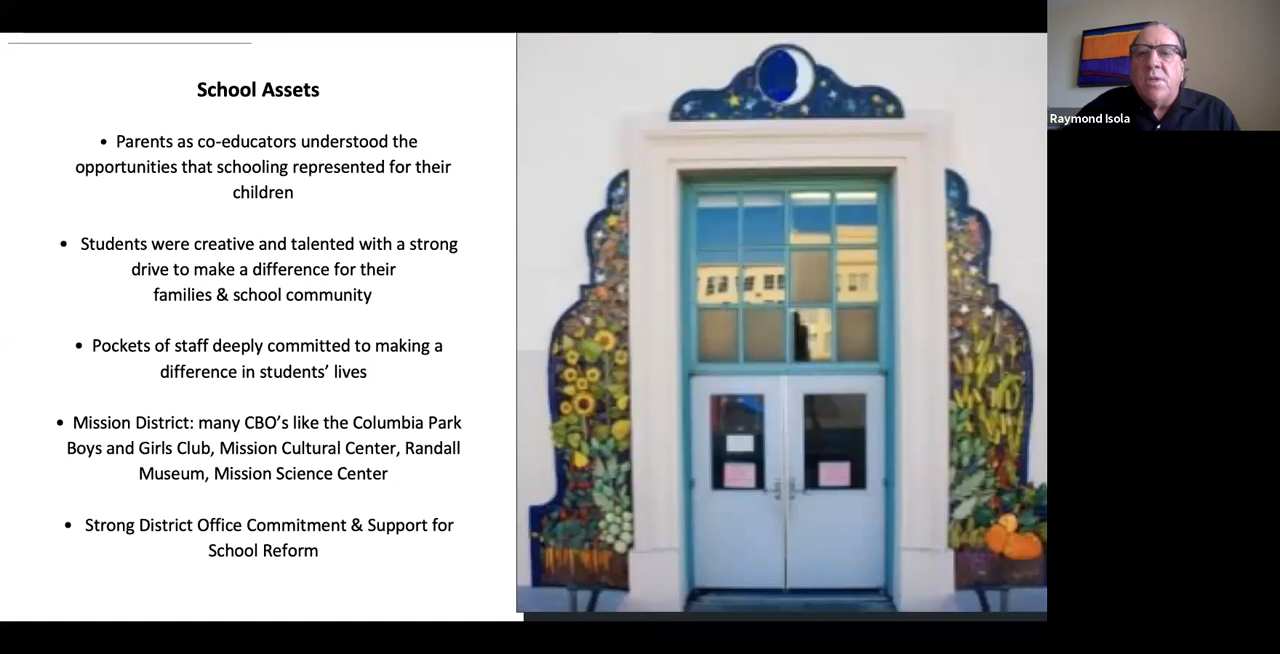 School Assets
• Parents as co-educators understood the
opportunities that schooling represented for their
children
• Students were creative and talented with a strong
drive to make a difference for their
families & school community
• Pockets of staff deeply committed to making a
difference in students’ lives
• Mission District: many CBO’s like the Columbia Park
Boys and Girls Club, Mission Cultural Center, Randall
Museum, Mission Science Center
• Strong District Office Commitment & Support for
School Reform
Raymond Isola